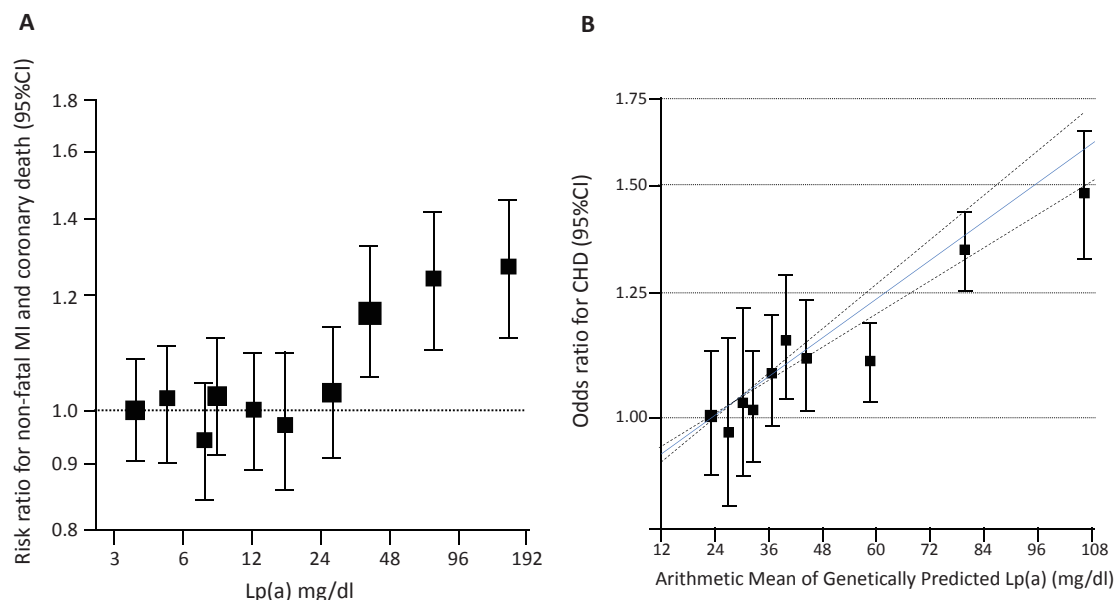 A
Risk ratio for non-fatal MI and coronary death (95%CI)
1.8
1.6
1.4
1.2
1.0
0.9
0.8
3 6 12 24 48 96 192
Lp(a) mg/dl
B
Odds ratio for CHD (95%CI)
1.75
1.50
1.25
1.00
12 24 36 48 60 72 84 96 108
Arithmetic Mean of Genetically Predicted Lp(a) (mg/dl)